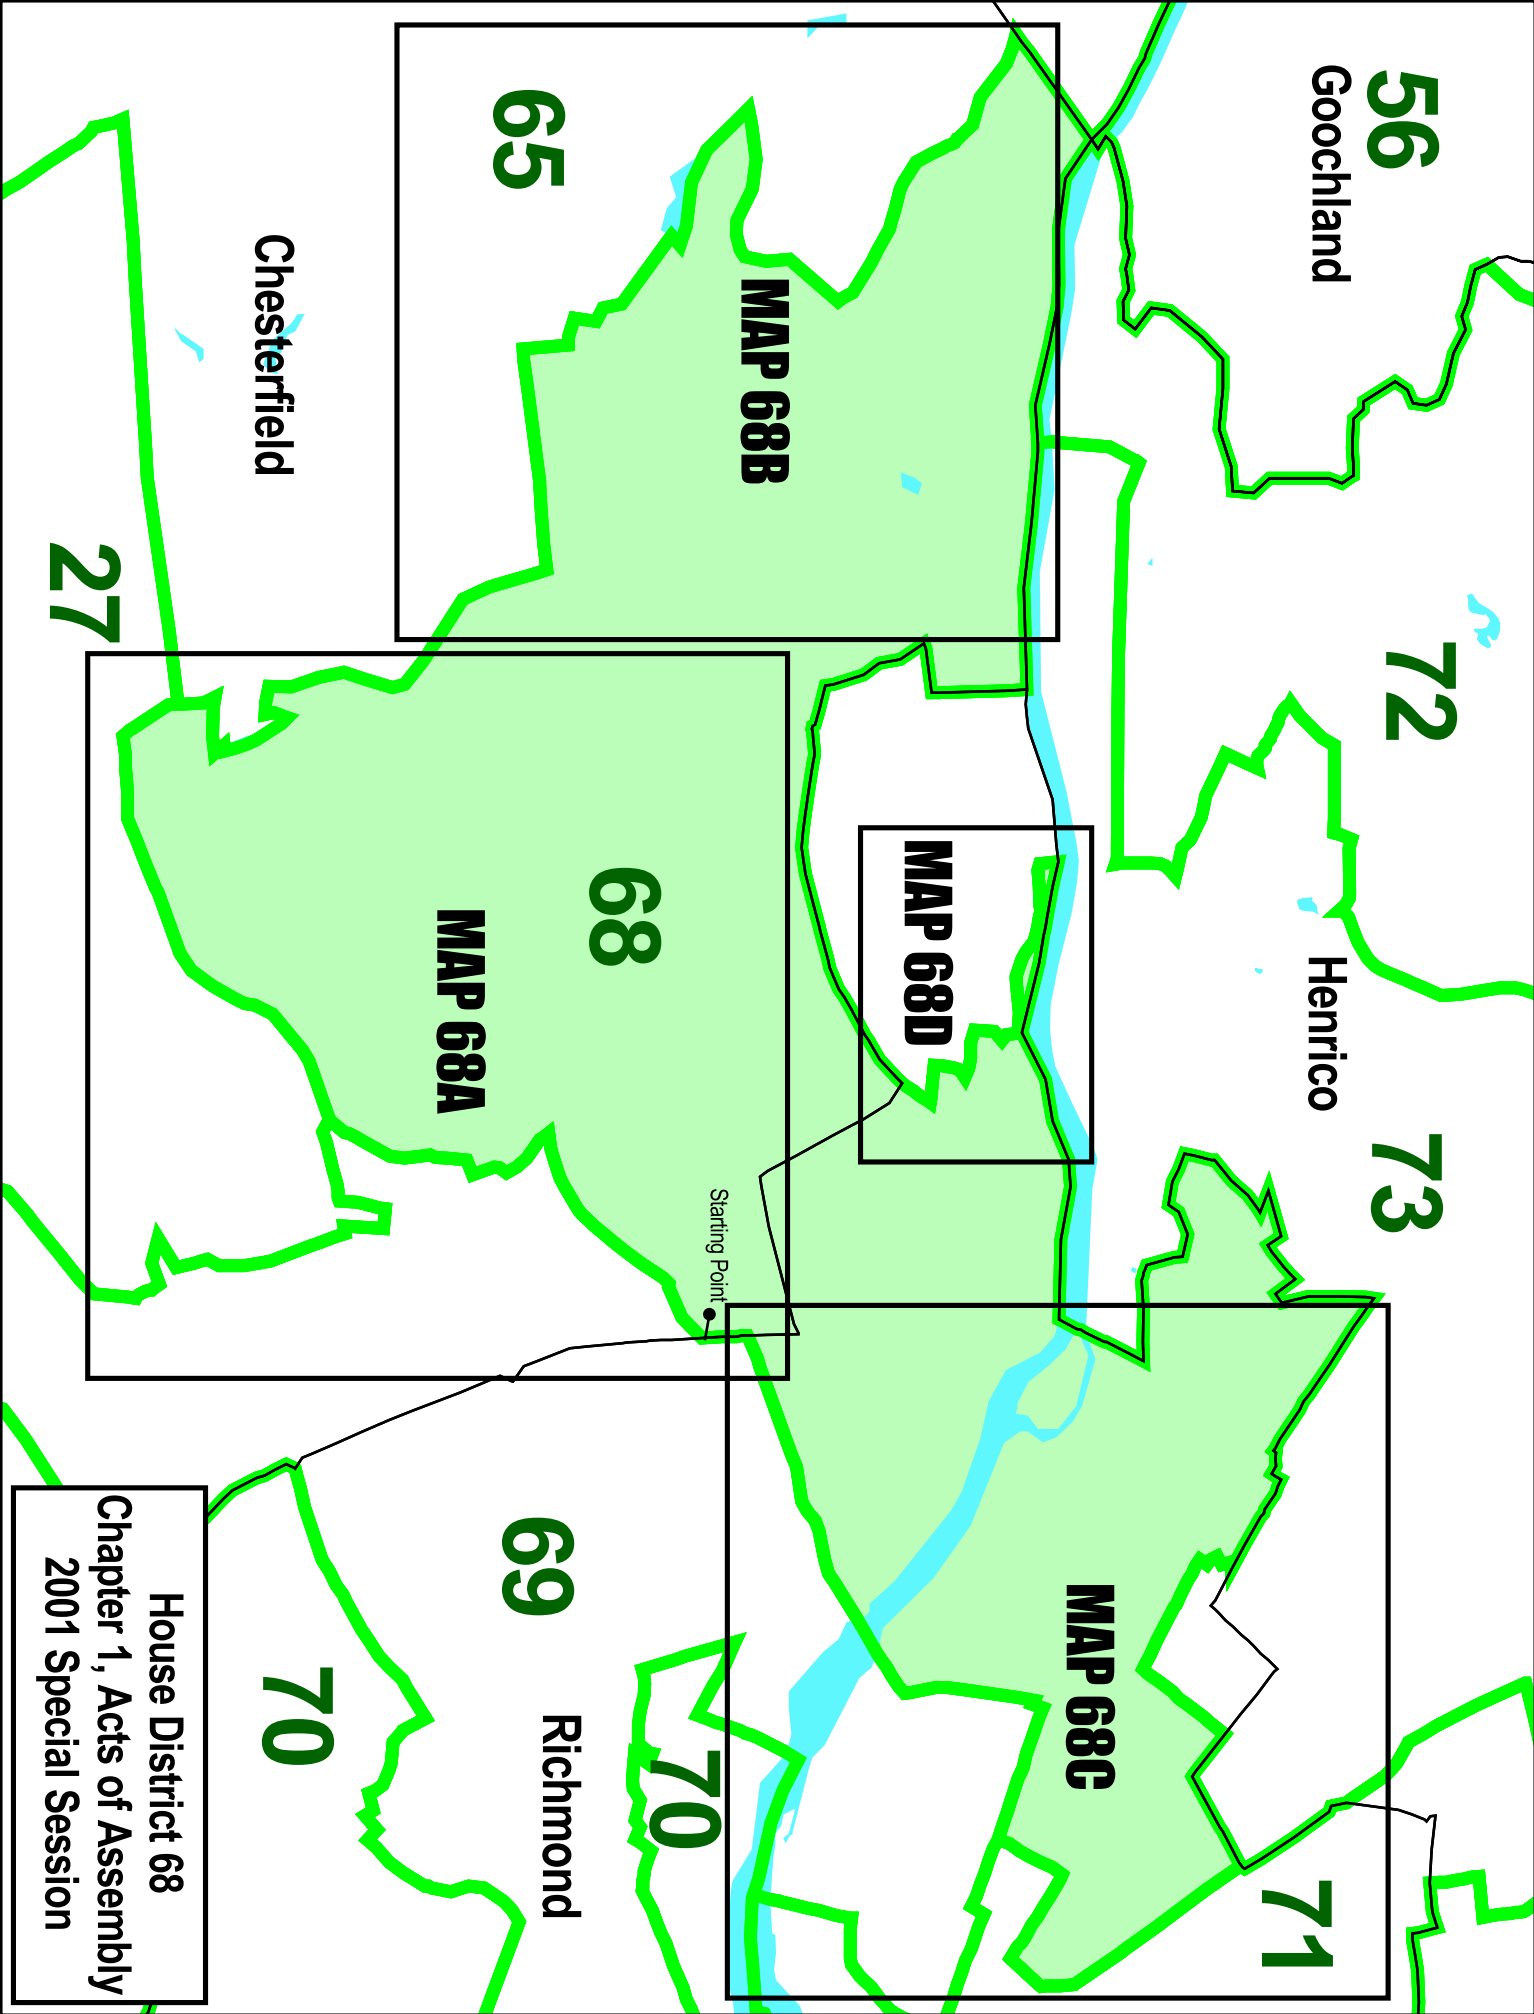 56
Goochland
65
MAP 68B
Chesterfield
27
72
Henrico
73
MAP 68D
68
MAP 68A
Starting Point
MAP 68C
69
70
Richmond
70
71
House District 68
Chapter 1, Acts of Assembly
2001 Special Session